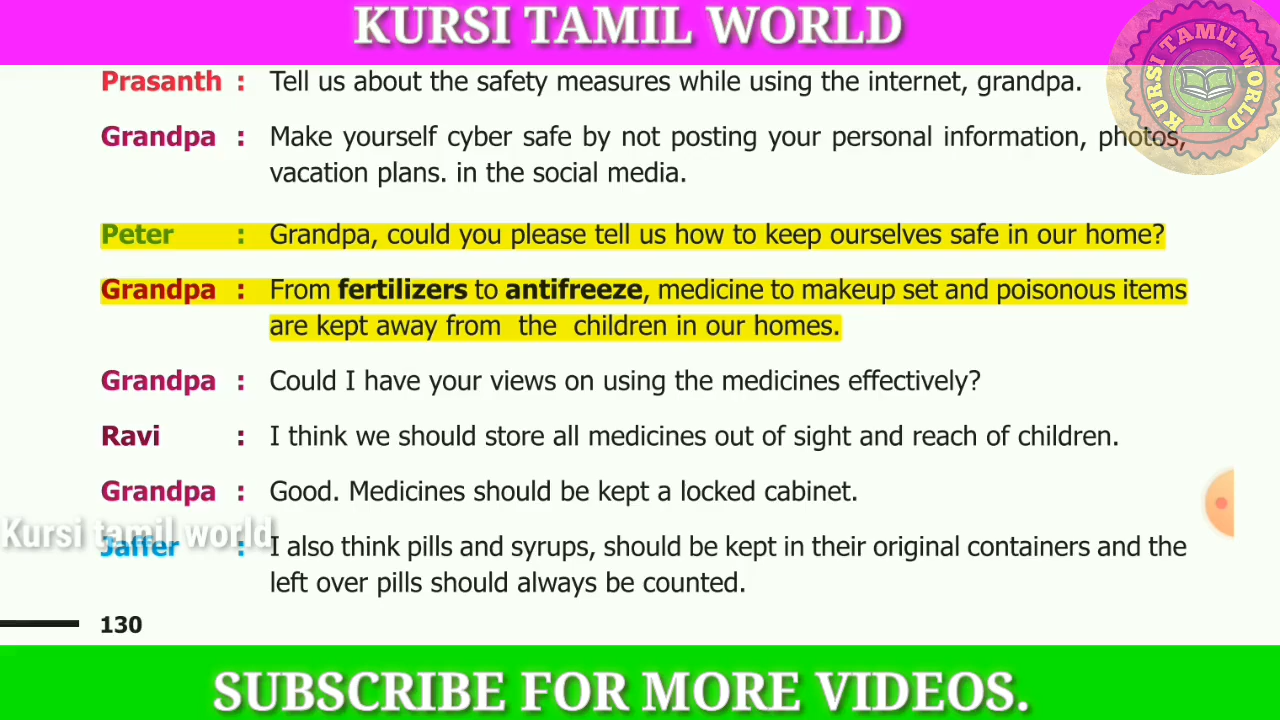 KURSI TAMIL WORLD
KURSI TAMIL WORLD
Prasanth : Tell us about the safety measures while using the internet, grandpa.
Grandpa : Make yourself cyber safe by not posting your personal information, photos,
vacation plans. in the social media.
Peter : Grandpa, could you please tell us how to keep ourselves safe in our home?
Grandpa : From fertilizers to antifreeze, medicine to makeup set and poisonous items
are kept away from the children in our homes.
Grandpa : Could I have your views on using the medicines effectively?
Ravi : I think we should store all medicines out of sight and reach of children.
Grandpa : Good. Medicines should be kept a locked cabinet.
Kursi tamil world
Jaffer : I also think pills and syrups, should be kept in their original containers and the
left over pills should always be counted.
130
SUBSCRIBE FOR MORE VIDEOS.